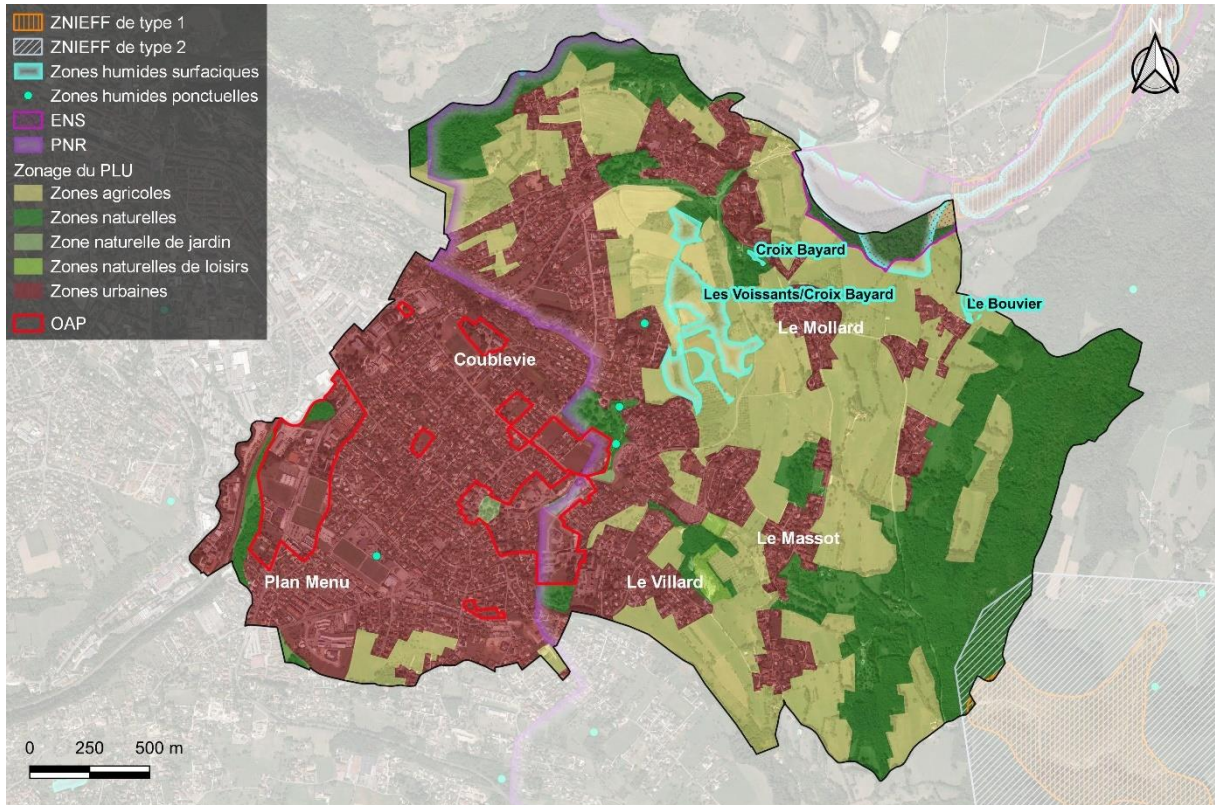 ZNIEFF de type 1
ZNIEFF de type 2
Zones humides surfaciques
Zones humides ponctuelles
ENS
PNR
Zonage du PLU
Zones agricoles
Zones naturelles
Zone naturelle de jardin
Zones naturelles de loisirs
Zones urbaines
OAP
N
Croix Bayard
Les Voissants/Croix Bayard
Le Bouvier
Le Mollard
Coublevie
Le Massot
Plan Menu
Le Villard
0 250 500 m